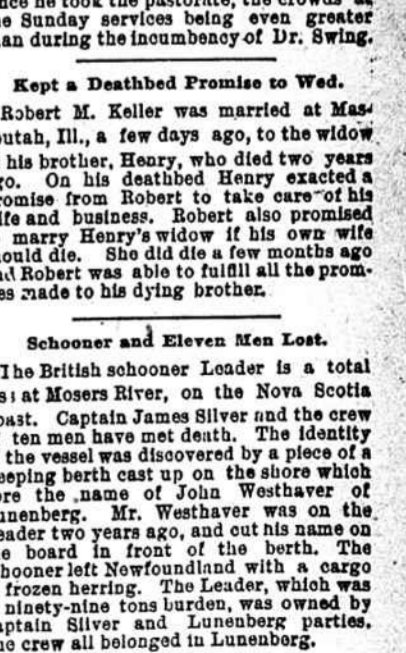 nce he took the pastorate, the crowds at
he Sunday services being even greater
han during the incumbency of Dr. Swing.
Kept a Deathbed Promise to Wed.
Robert M. Keller was married at Mas-
outah, Ill., a few days ago, to the widow
his brother, Henry, who died two years
go. On his deathbed Henry exacted a
romise from Robert to take care of his
ife and business. Robert also promised
marry Henry's widow if his own wife
ould die. She did die a few months ago
nd Robert was able to fulfill all the prom-
es made to his dying brother.
Schooner and Eleven Men Lost.
The British schooner Leader is a total
ss at Mosers River, on the Nova Scotia
oast. Captain James Silver and the crew
ten men have met death. The identity
the vessel was discovered by a piece of a
eeping berth cast up on the shore which
ore the name of John Westhaver of
unenberg. Mr. Westhaver was on the
eader two years ago, and cut his name on
he board in front of the berth. The
chooner left Newfoundland with a cargo
frozen herring. The Leader, which was
ninety-nine tons burden, was owned by
aptain Silver and Lunenberg parties.
he crew all belonged in Lunenberg.